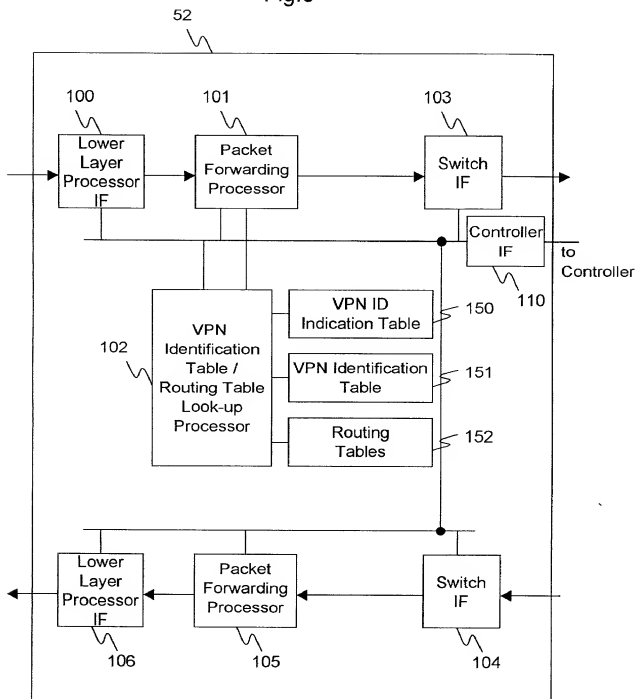 52
100
101
103
Lower
Layer
Processor
IF
Packet
Forwarding
Processor
Switch
IF
Controller
IF
to
Controller
110
102
VPN
Identification
Table /
Routing Table
Look-up
Processor
VPN ID
Indication Table
150
VPN Identification
Table
151
Routing
Tables
152
Lower
Layer
Processor
IF
Packet
Forwarding
Processor
Switch
IF
106
105
104